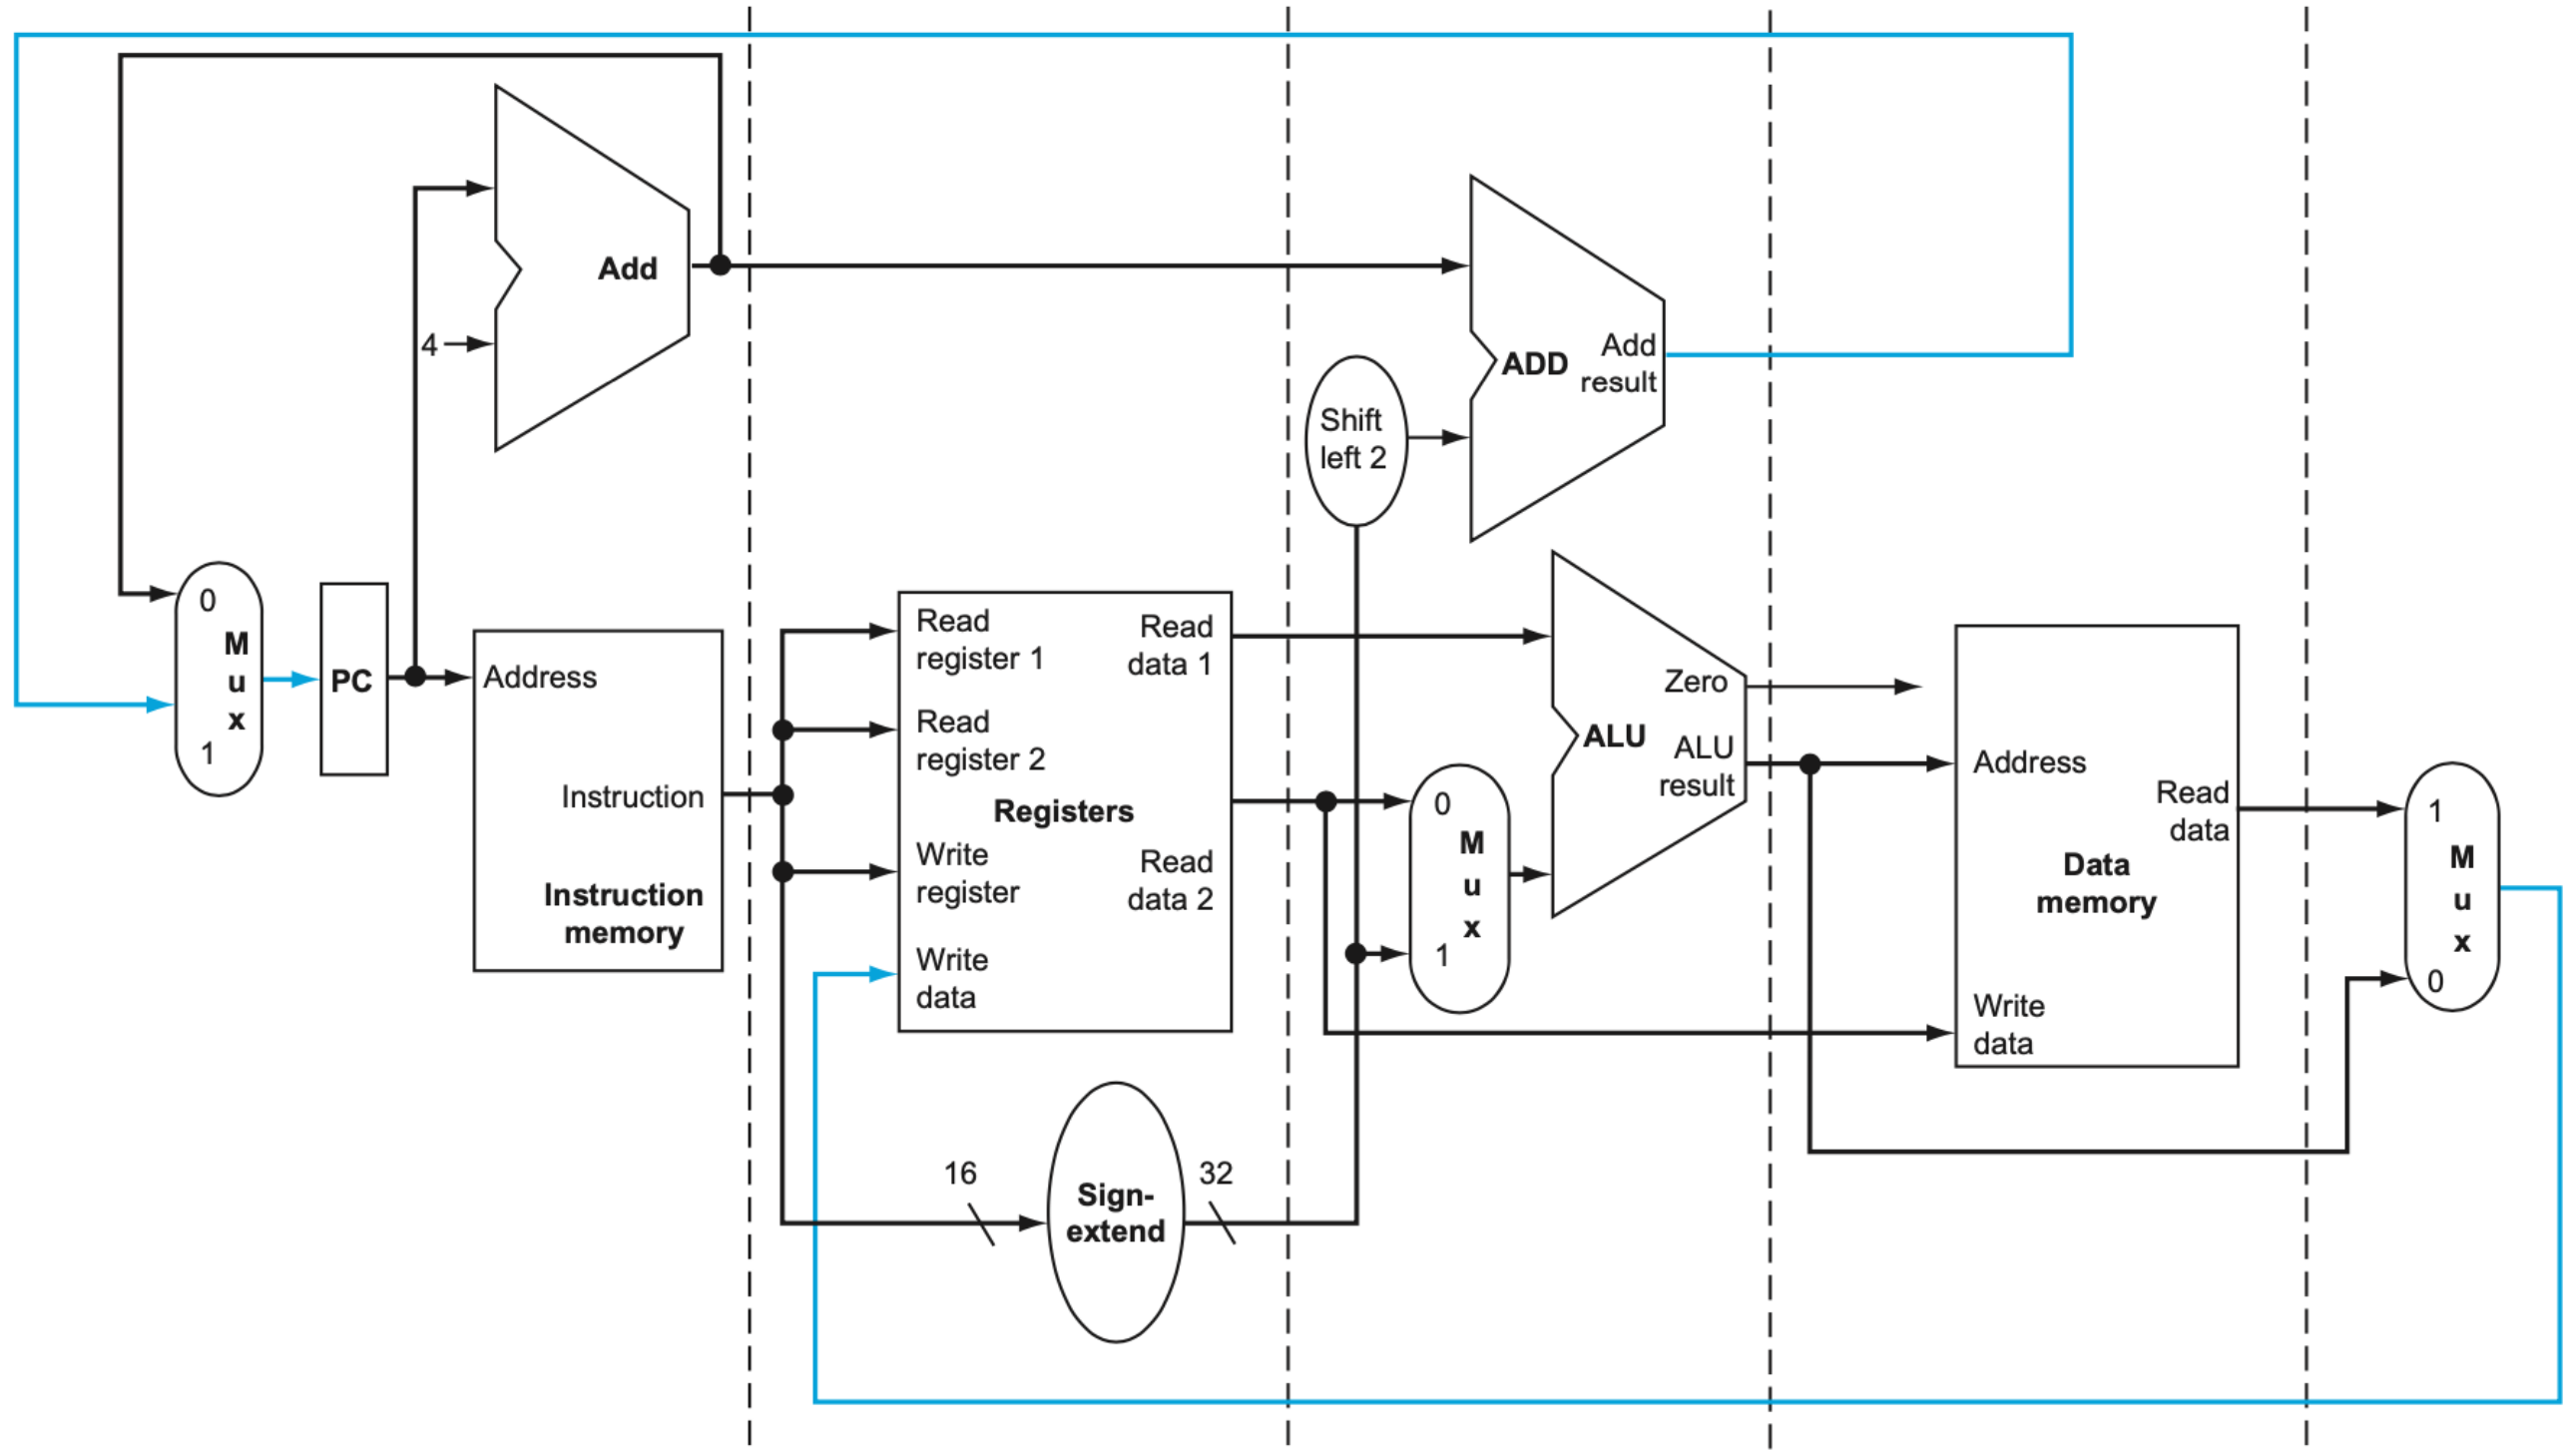 Add
4
0
M
u
x
1
PC
Address
Instruction
Instruction
memory
Read
register 1
Read
data 1
Read
register 2
Registers
Write
register
Read
data 2
Write
data
16
Sign-
extend
32
Shift
left 2
ADD
Add
result
0
M
u
x
1
Zero
ALU
ALU
result
Address
Read
data
Data
memory
Write
data
1
M
u
x
0